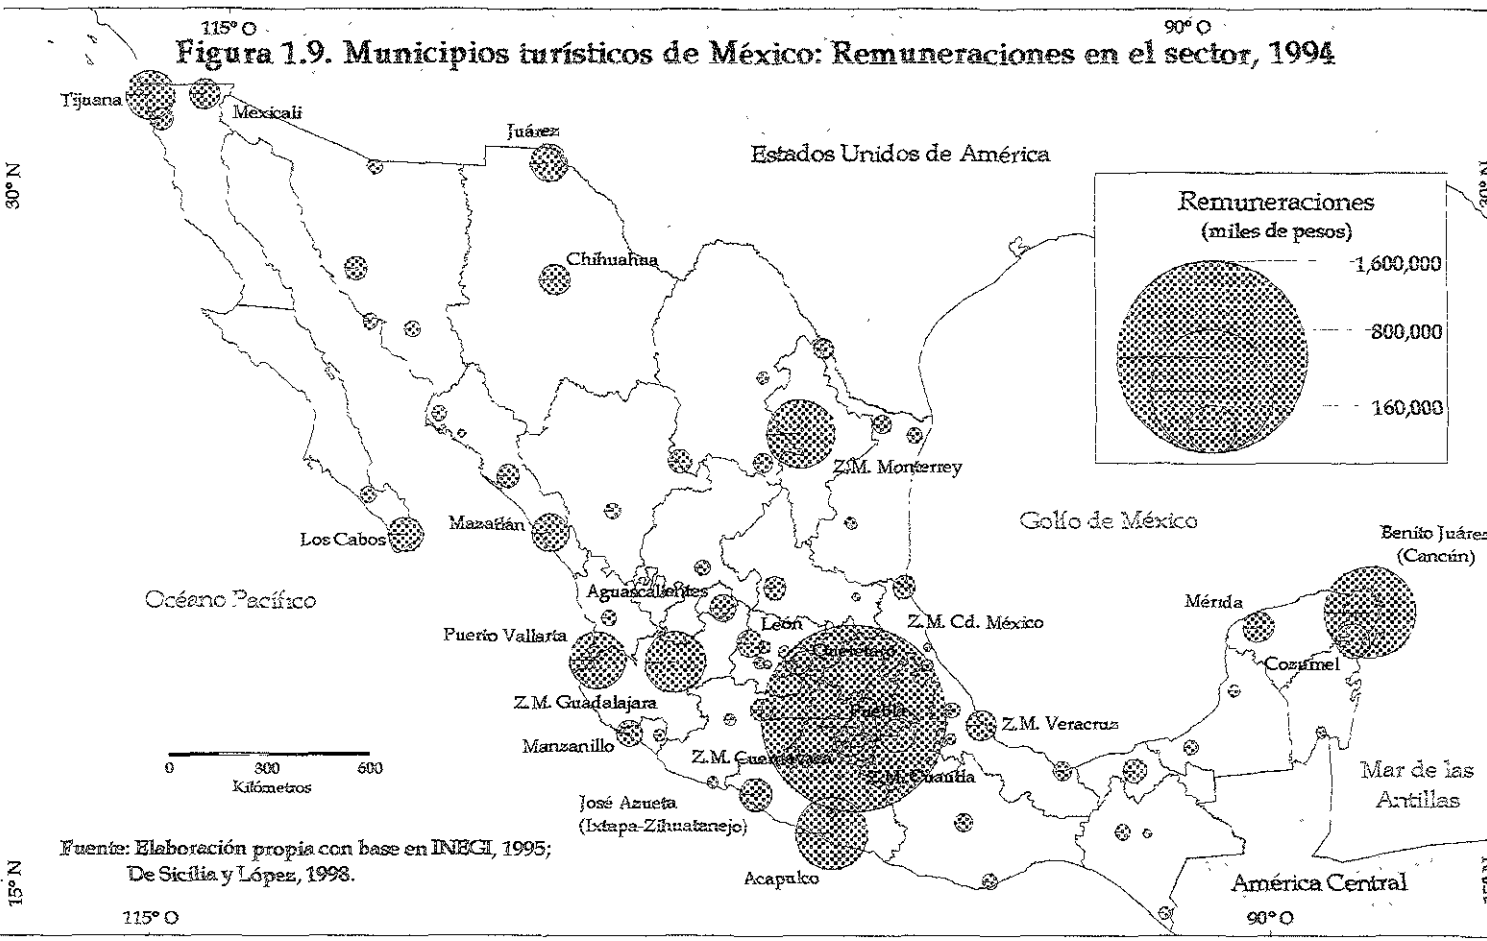 115° O
90° O
Figura 1.9. Municipios turísticos de México: Remuneraciones en el sector, 1994
Tijuana
Mexicali
Juárez
Estados Unidos de América
30° N
30° N
Remuneraciones
(miles de pesos)
1,600,000
800,000
160,000
Chihuahua
Z.M. Monterrey
Mazatlán
Los Cabos
Golfo de México
Benito Juárez
(Cancún)
Océano Pacífico
Aguascalientes
Mérida
Puerto Vallarta
León
Z.M. Cd. México
Querétaro
Cozumel
Z.M. Guadalajara
Puebla
Z.M. Veracruz
Manzanillo
Z.M. Cuernavaca
Z.M. Cuautla
0 300 600
Kilómetros
Mar de las
Antillas
José Azueta
(Ixtapa-Zihuatanejo)
Fuente: Elaboración propia con base en INEGI, 1995;
De Sicilia y López, 1998.
Acapulco
América Central
15° N
15° N
115° O
90° O